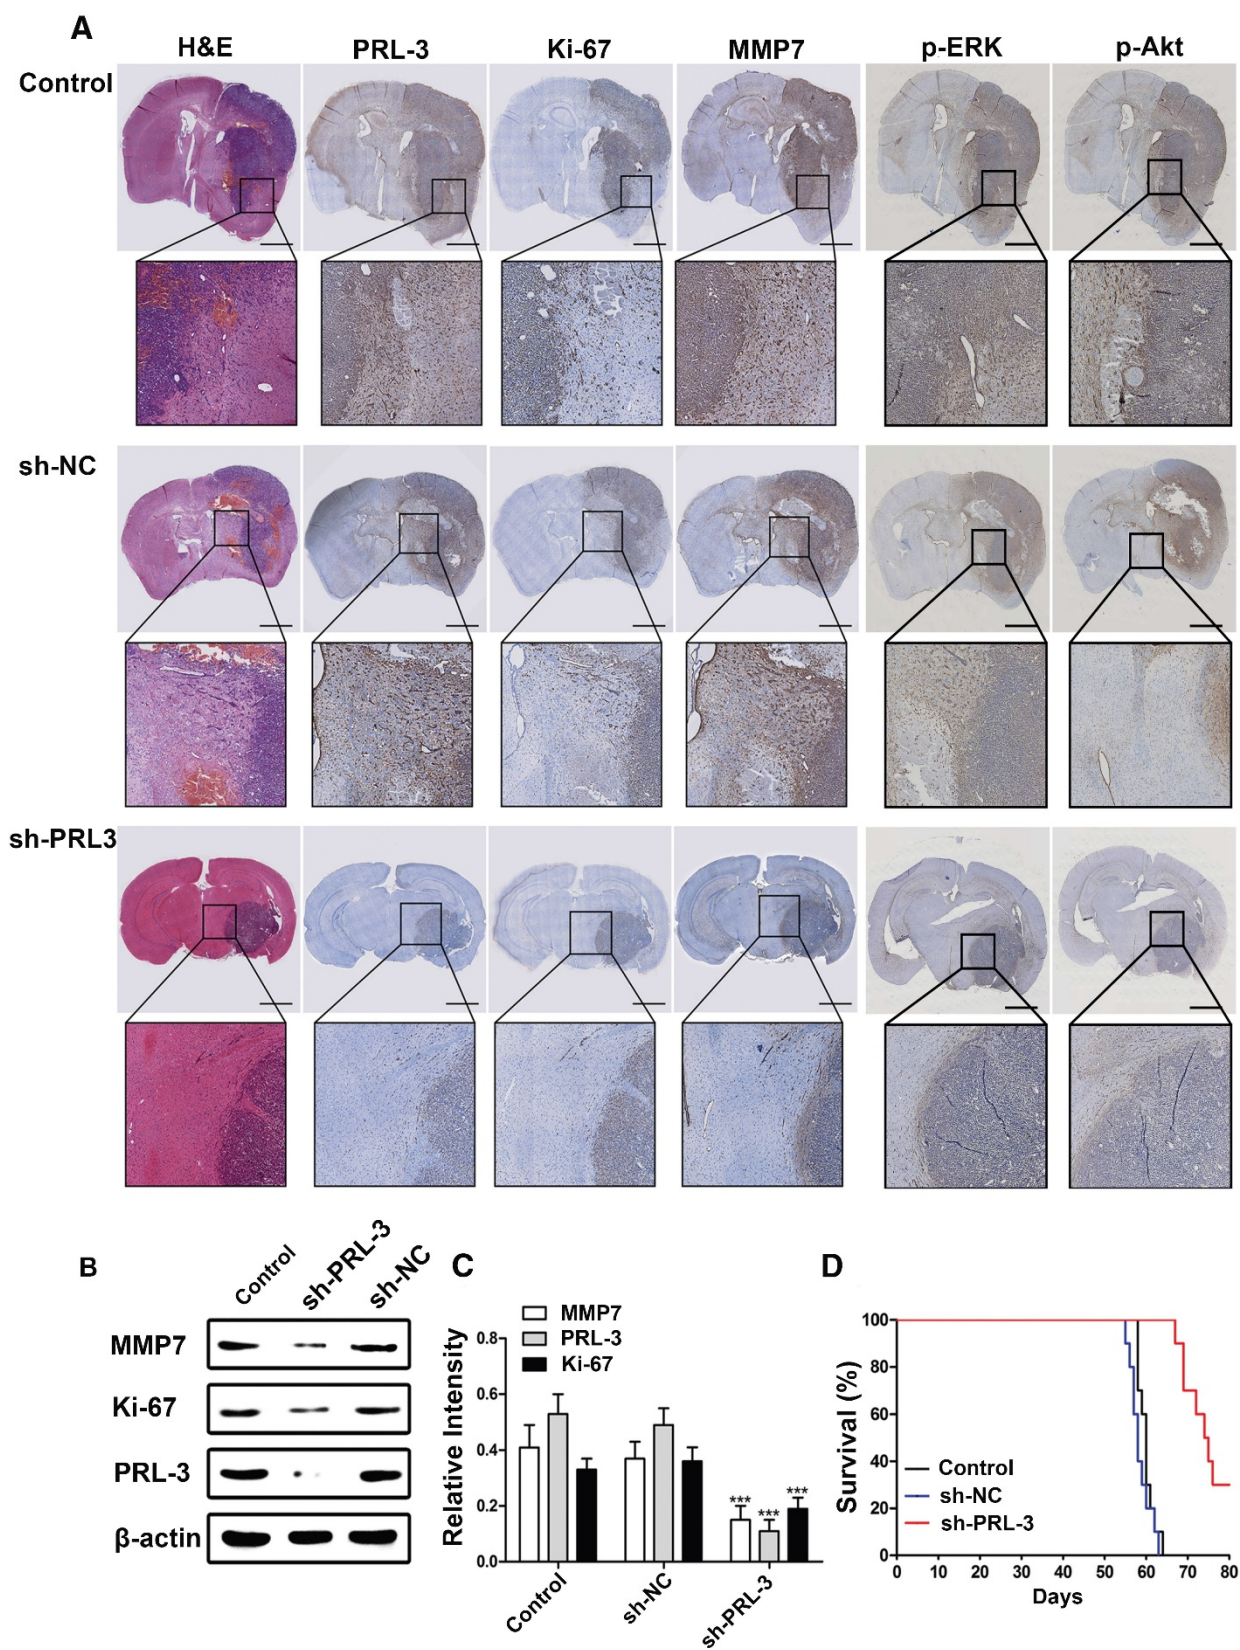 A
H&E PRL-3 Ki-67 MMP7 p-ERK p-Akt
Control
sh-NC
sh-PRL3
B
Control sh-PRL-3 sh-NC
MMP7
Ki-67
PRL-3
β-actin
C
MMP7
PRL-3
Ki-67
Relative Intensity
0.8
0.6
0.4
0.2
0.0
*** *** ***
Control sh-NC sh-PRL-3
D
Survival (%)
100
80
60
40
20
0
Control
sh-NC
sh-PRL-3
0 10 20 30 40 50 60 70 80
Days